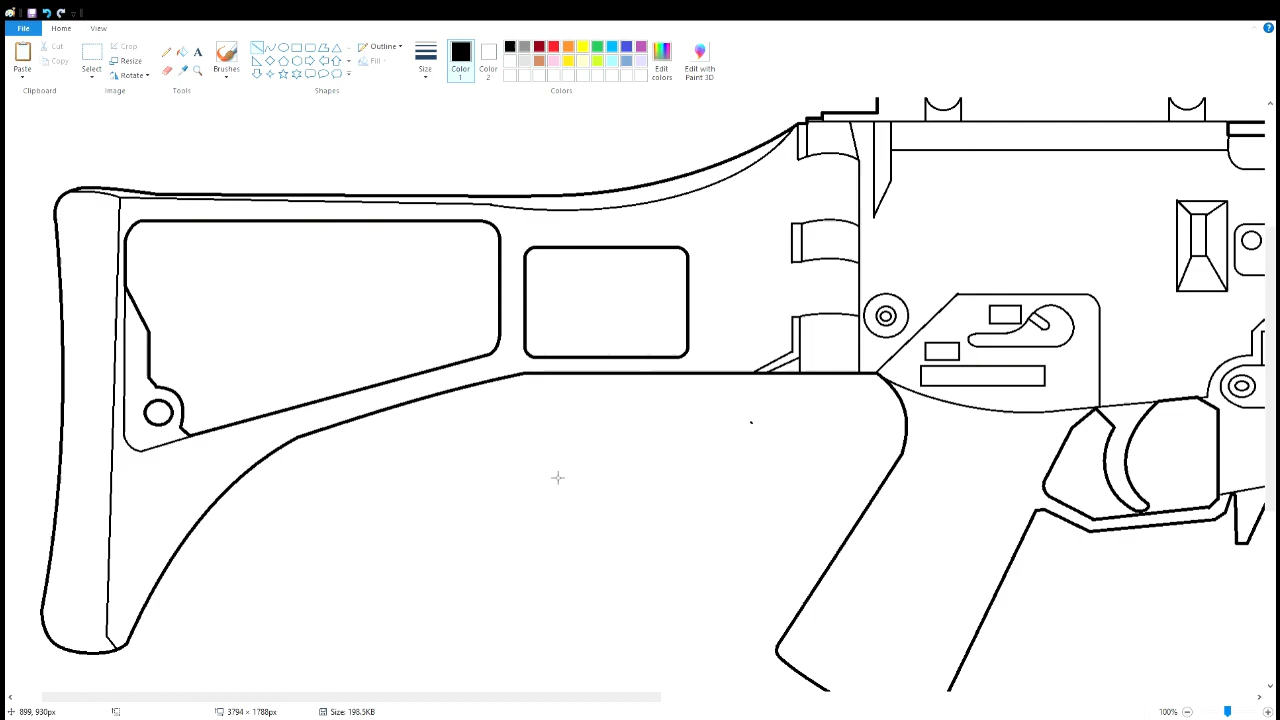 File Home View
Cut
Copy
Paste
Clipboard
Crop
Resize
Rotate
Select
Image
A
Tools
Brushes
Outline
Fill
Shapes
Size
Color 1
Color 2
Edit colors
Colors
Edit with Paint 3D
899, 930px
3794 × 1788px
Size: 198.5KB
100%